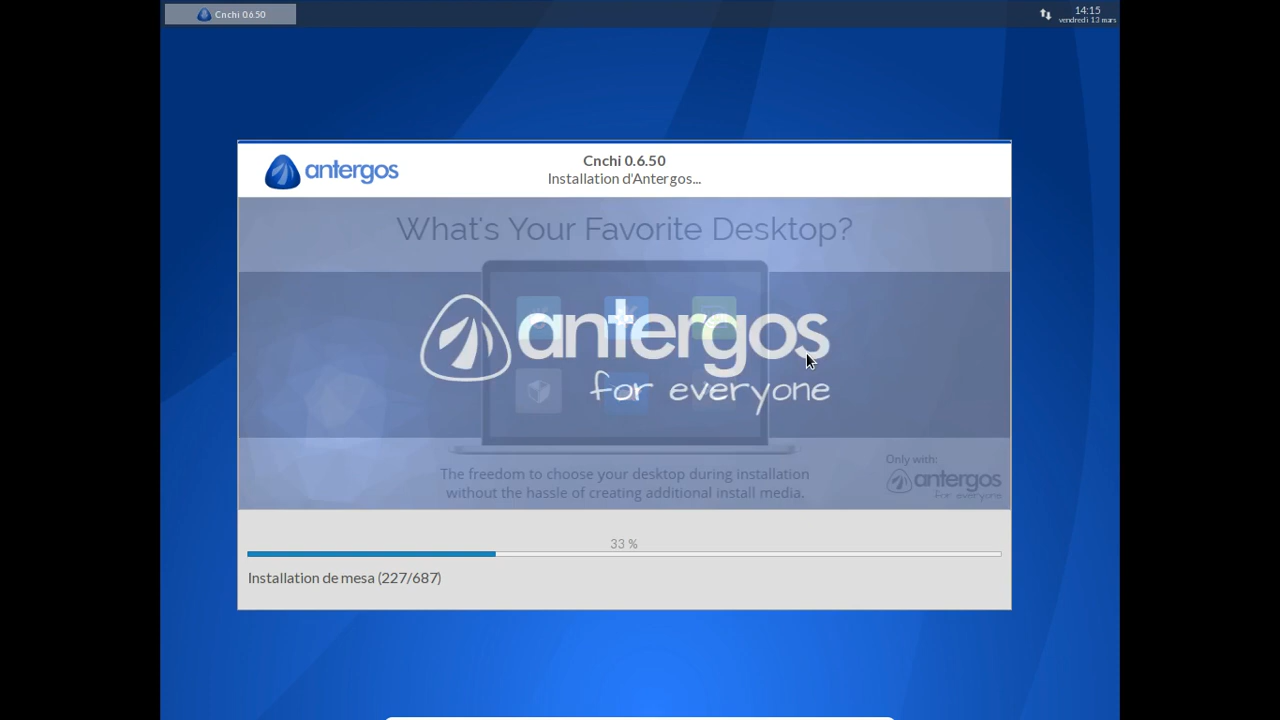 Cnchi 0.6.50
14:15
vendredi 13 mars
antergos
Cnchi 0.6.50
Installation d'Antergos...
What's Your Favorite Desktop?
antergos
for everyone
The freedom to choose your desktop during installation
without the hassle of creating additional install media.
Only with:
antergos
for everyone
33 %
Installation de mesa (227/687)